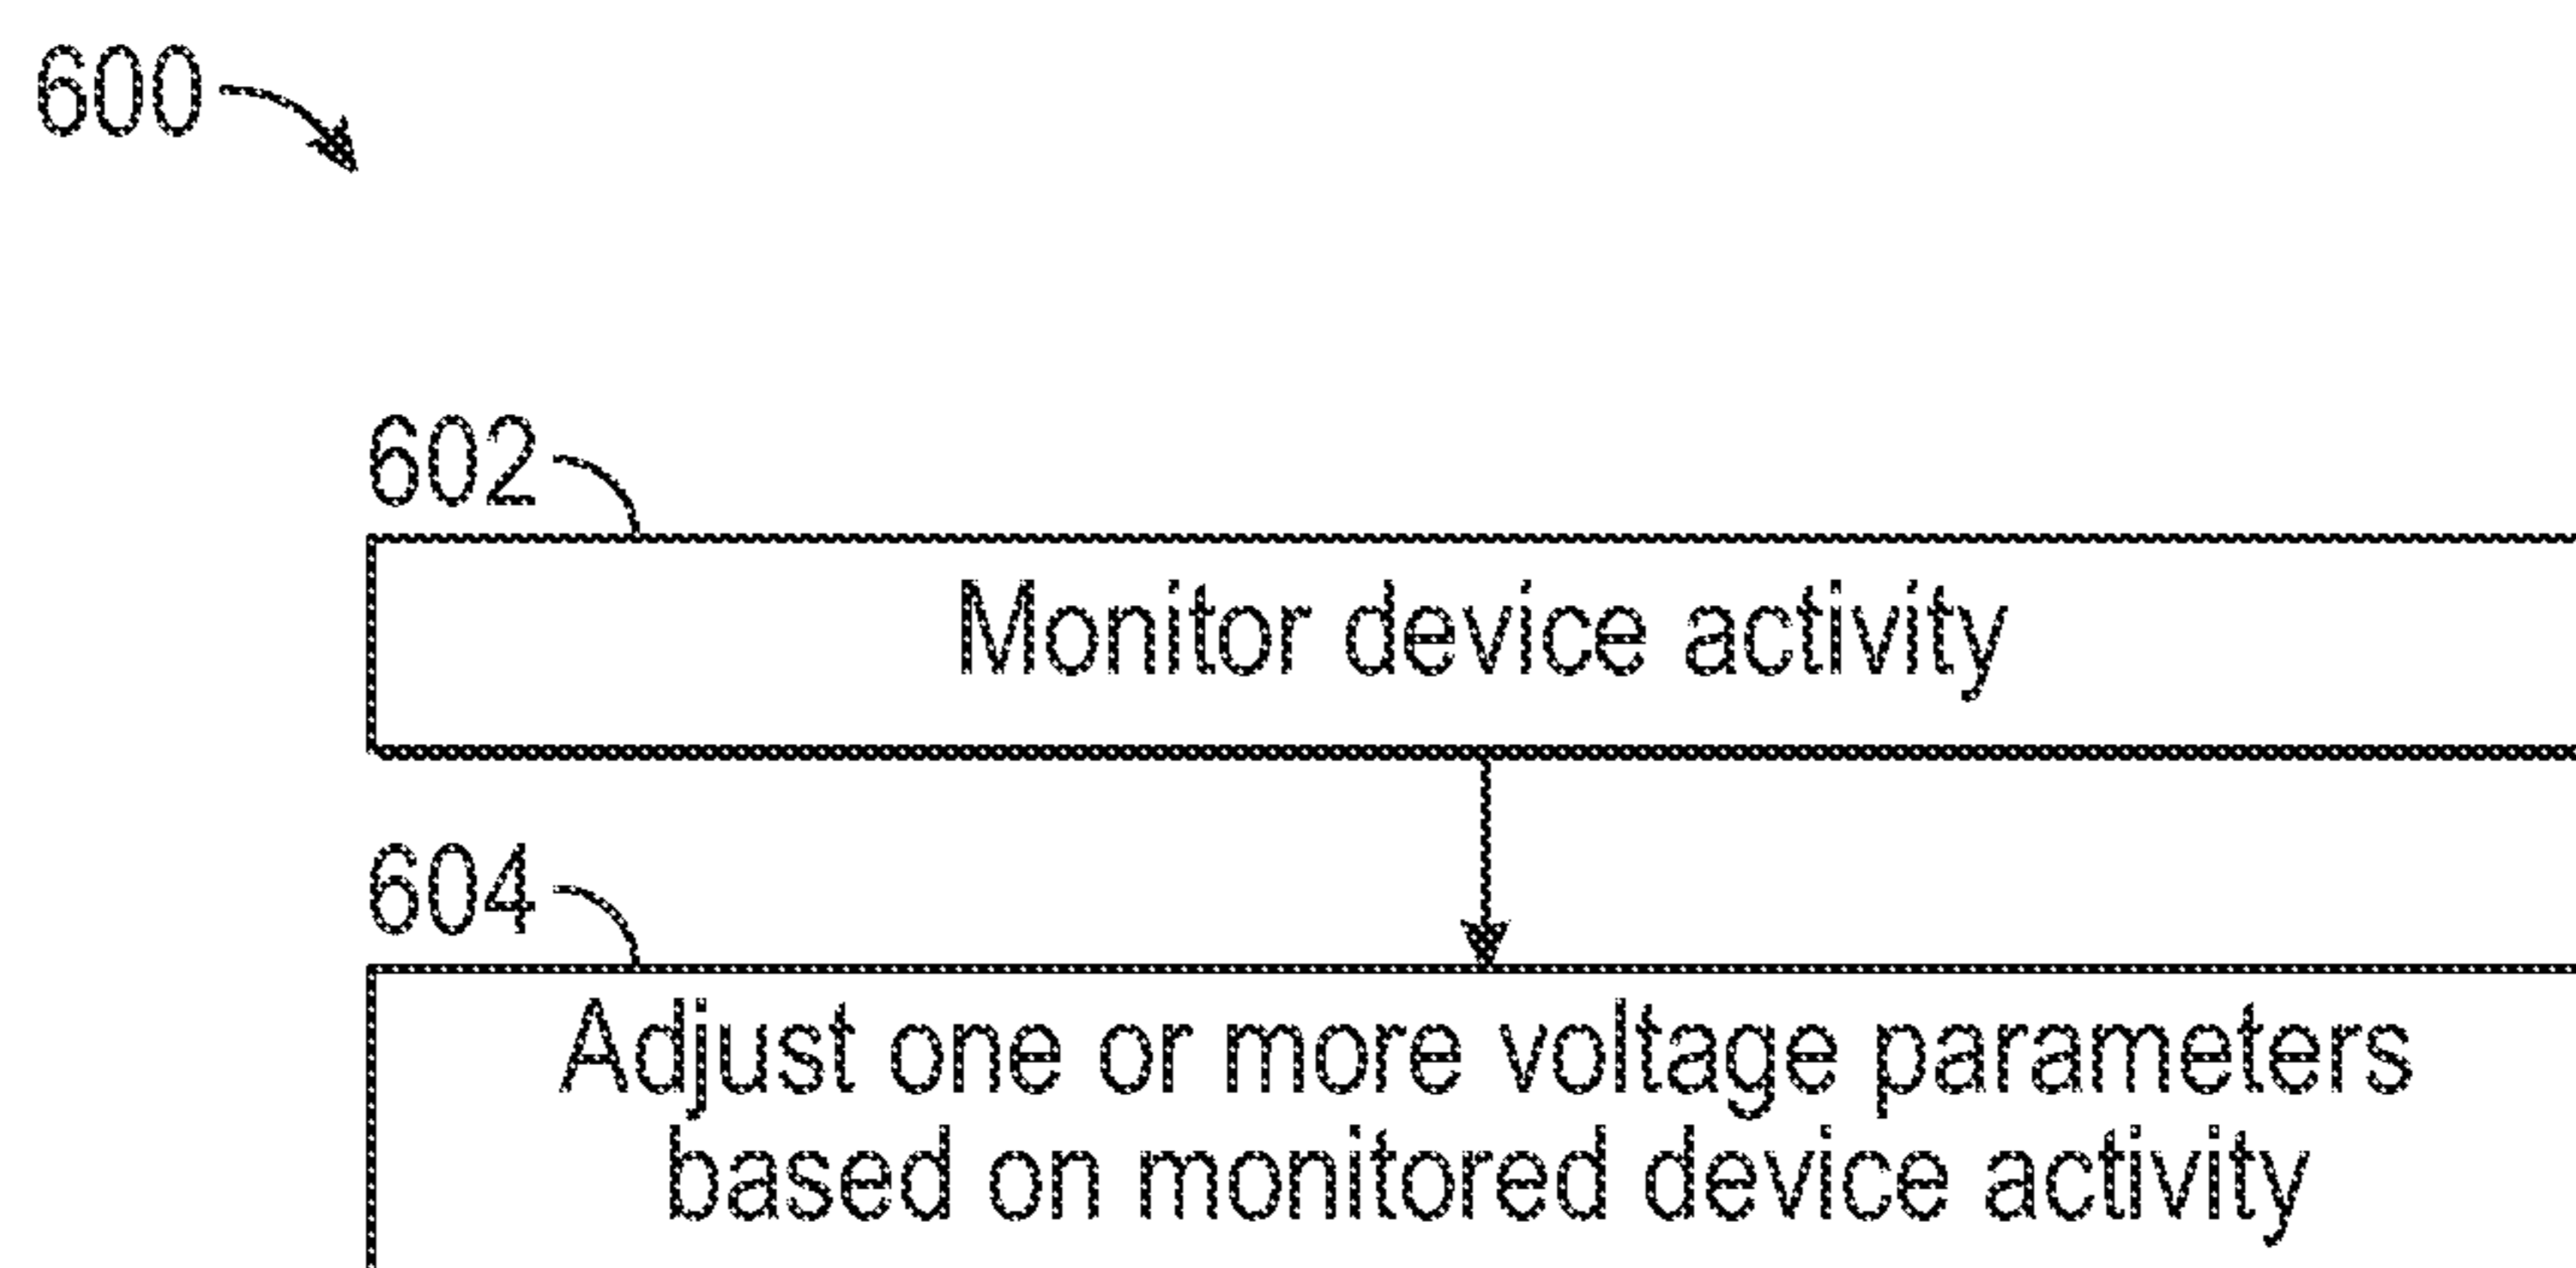 600
602
Monitor device activity
604
Adjust one or more voltage parameters
based on monitored device activity